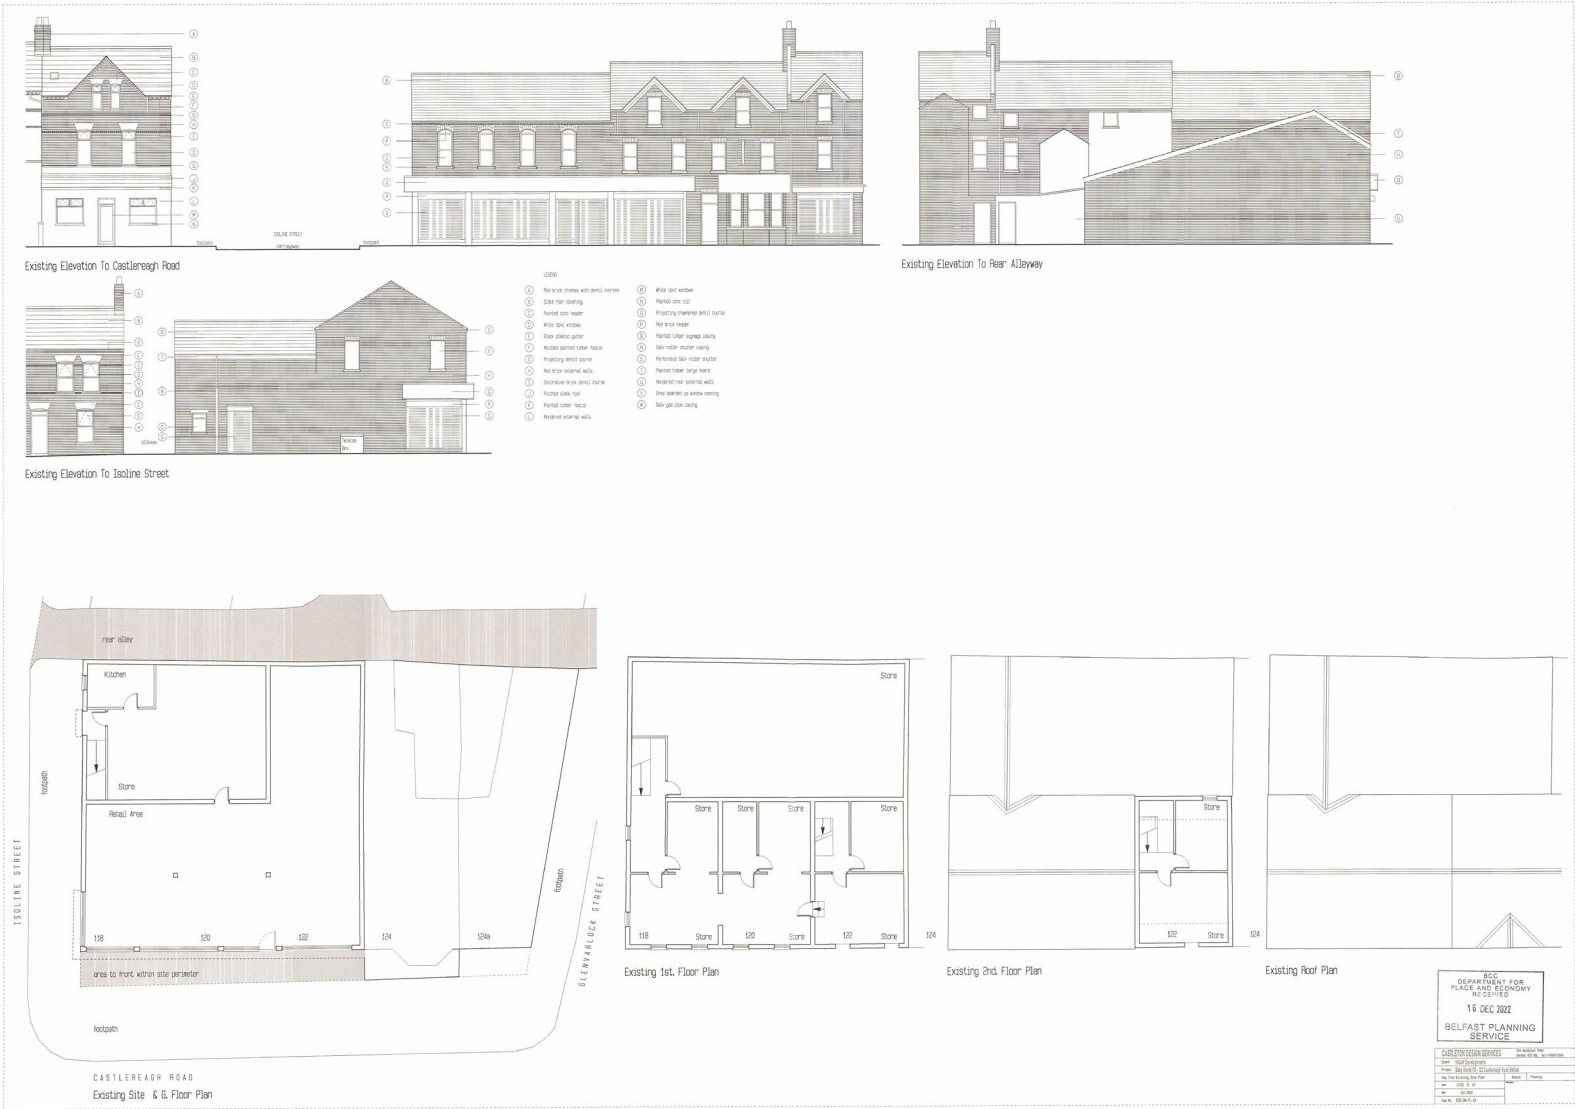 ISOLINE STREET
footpath
carriageway
footpath
Existing Elevation To Castlereagh Road
Existing Elevation To Rear Alleyway
LEGEND
A Red brick chimney with dentil courses
B Slate roof covering
C Painted conc header
D White Upvc windows
E Black plastic gutter
F Moulded painted timber fascia
G Projecting dentil course
H Red brick external walls
I Decorative brick dentil course
J Pitched slate roof
K Painted timber fascia
L Rendered external walls
M White Upvc windows
N Painted conc cill
O Projecting chamfered dentil course
P Red brick header
Q Painted timber signage casing
R Galv roller shutter casing
S Perforated Galv roller shutter
T Painted timber barge board
U Rendered rear external walls
V Grey boarded up window opening
W Galv gas pipe casing
alleyway
Telecom
Box
Existing Elevation To Isoline Street
rear alley
Kitchen
Store
Retail Area
footpath
ISOLINE STREET
118
120
122
124
124a
footpath
GLENVARLOCK STREET
area to front within site perimeter
footpath
CASTLEREAGH ROAD
Existing Site & G. Floor Plan
Store
Store
Store
Store
Store
118
Store
120
Store
122
Store
124
Existing 1st. Floor Plan
Store
122
Store
124
Existing 2nd. Floor Plan
Existing Roof Plan
BCC
DEPARTMENT FOR
PLACE AND ECONOMY
RECEIVED
16 DEC 2022
BELFAST PLANNING
SERVICE
CASTLETON DESIGN SERVICES